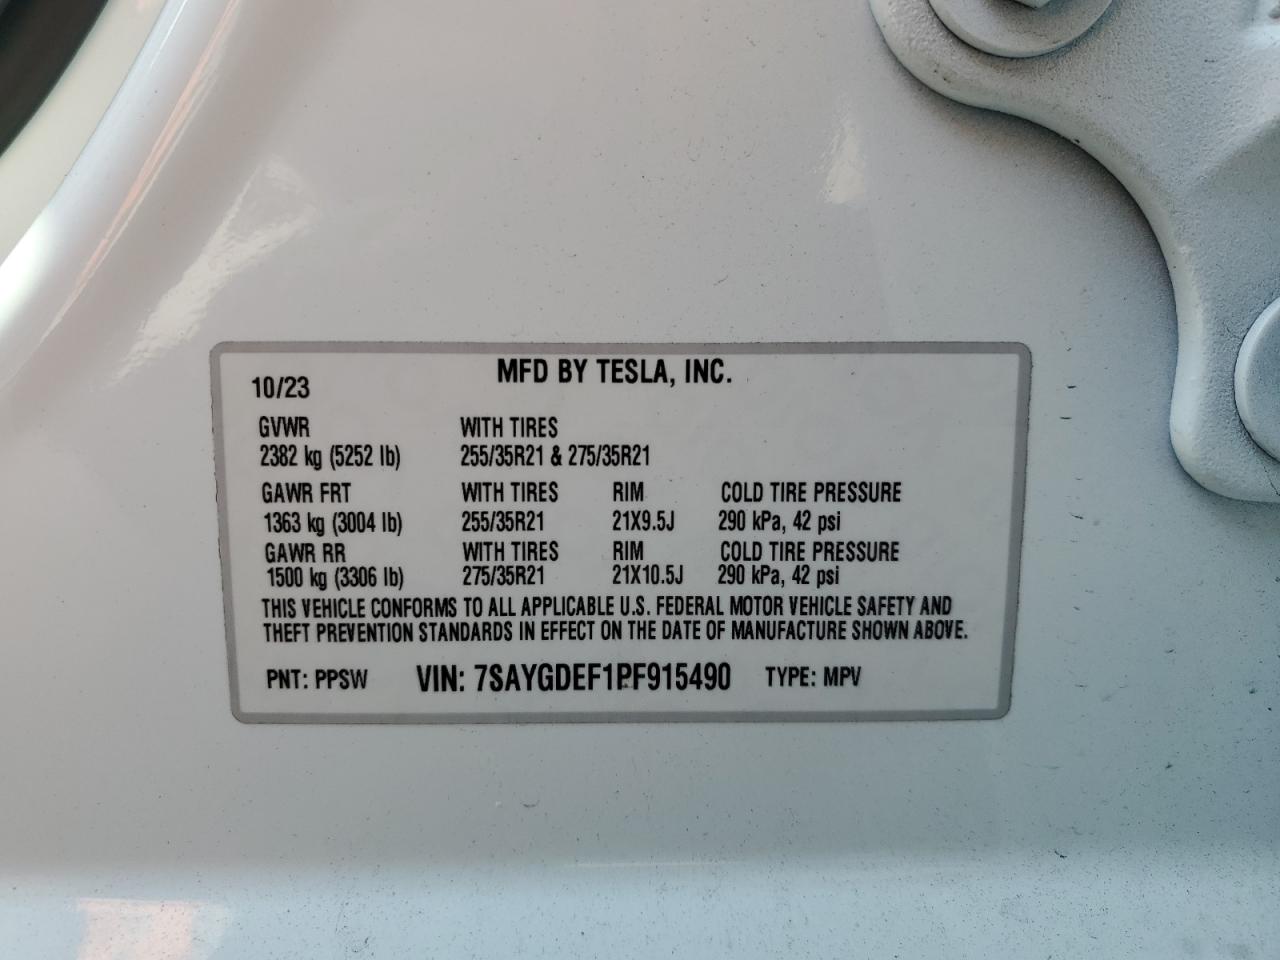 MFD BY TESLA, INC.
10/23
GVWR WITH TIRES
2382 kg (5252 lb) 255/35R21 & 275/35R21
GAWR FRT WITH TIRES RIM COLD TIRE PRESSURE
1363 kg (3004 lb) 255/35R21 21X9.5J 290 kPa, 42 psi
GAWR RR WITH TIRES RIM COLD TIRE PRESSURE
1500 kg (3306 lb) 275/35R21 21X10.5J 290 kPa, 42 psi
THIS VEHICLE CONFORMS TO ALL APPLICABLE U.S. FEDERAL MOTOR VEHICLE SAFETY AND
THEFT PREVENTION STANDARDS IN EFFECT ON THE DATE OF MANUFACTURE SHOWN ABOVE.
PNT: PPSW VIN: 7SAYGDEF1PF915490 TYPE: MPV